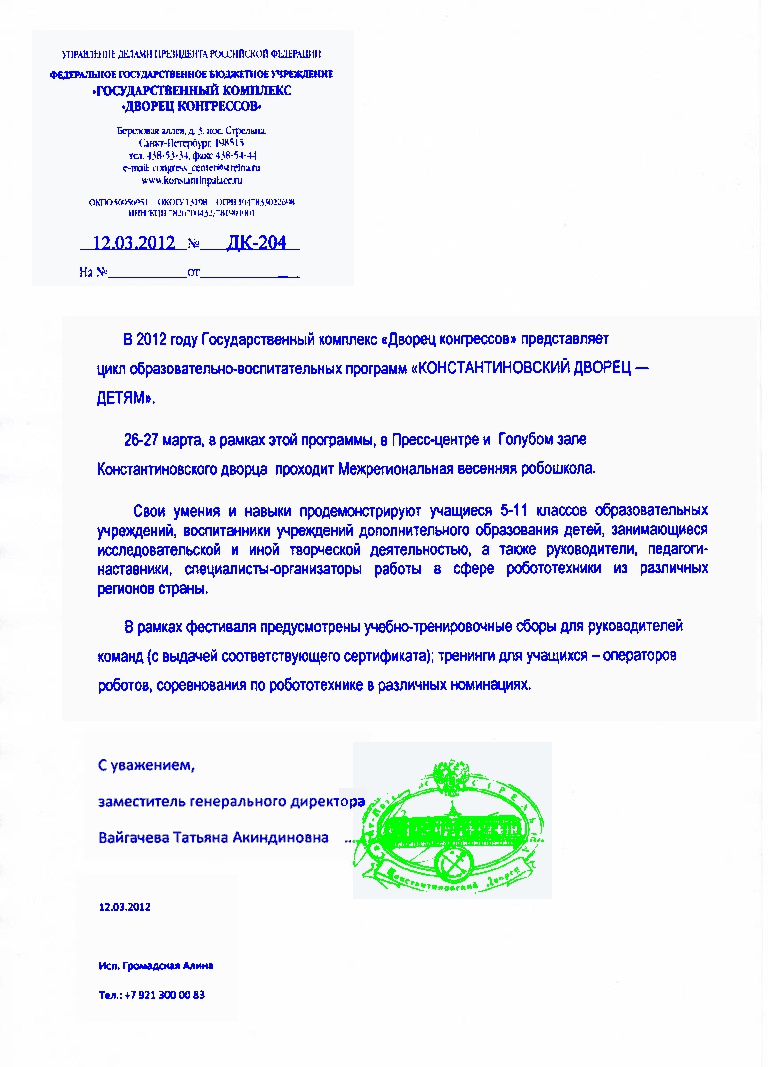 УПРАВЛЕНИЕ ДЕЛАМИ ПРЕЗИДЕНТА РОССИЙСКОЙ ФЕДЕРАЦИИ
ФЕДЕРАЛЬНОЕ ГОСУДАРСТВЕННОЕ БЮДЖЕТНОЕ УЧРЕЖДЕНИЕ
«ГОСУДАРСТВЕННЫЙ КОМПЛЕКС
«ДВОРЕЦ КОНГРЕССОВ»
Березовая аллея, д. 3, пос. Стрельна,
Санкт-Петербург, 198515
тел. 438-53-34, факс 438-54-44
e-mail:
www.konstantinpalace.ru
ОКПО ОКОГУ ОГРН
ИНН/КПП
12.03.2012 № ДК-204
На № от
В 2012 году Государственный комплекс «Дворец конгрессов» представляет
цикл образовательно-воспитательных программ «КОНСТАНТИНОВСКИЙ ДВОРЕЦ —
ДЕТЯМ».
26-27 марта, в рамках этой программы, в Пресс-центре и Голубом зале
Константиновского дворца проходит Межрегиональная весенняя робошкола.
Свои умения и навыки продемонстрируют учащиеся 5-11 классов образовательных
учреждений, воспитанники учреждений дополнительного образования детей, занимающиеся
исследовательской и иной творческой деятельностью, а также руководители, педагоги-
наставники, специалисты-организаторы работы в сфере робототехники из различных
регионов страны.
В рамках фестиваля предусмотрены учебно-тренировочные сборы для руководителей
команд (с выдачей соответствующего сертификата); тренинги для учащихся – операторов
роботов, соревнования по робототехнике в различных номинациях.
С уважением,
заместитель генерального директора
Вайгачева Татьяна Акиндиновна ...
Константиновский Дворец
12.03.2012
Исп. Громадская Алина
Тел.: +7 921 300 00 83